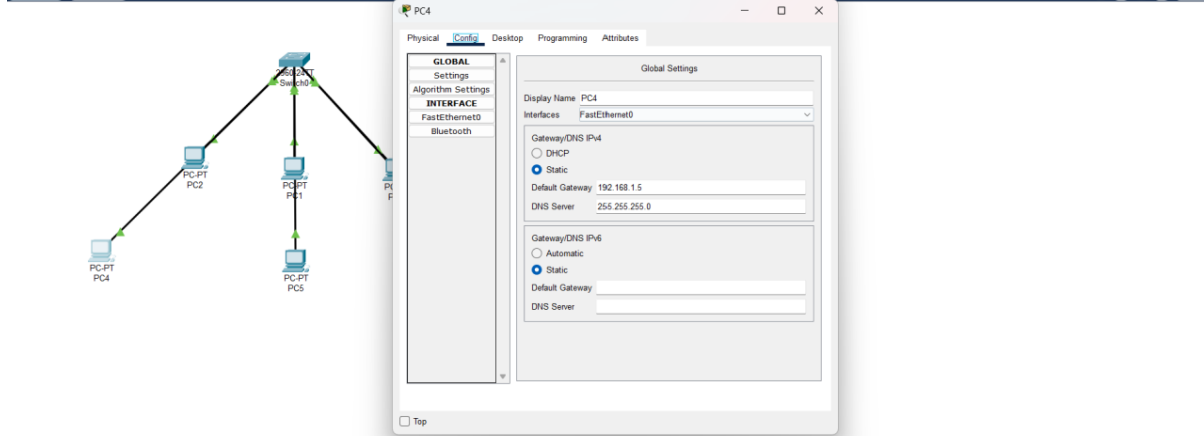 PC4
Physical Config Desktop Programming Attributes
GLOBAL
Settings
Algorithm Settings
INTERFACE
FastEthernet0
Bluetooth
Global Settings
Display Name PC4
Interfaces FastEthernet0
Gateway/DNS IPv4
DHCP
Static
Default Gateway 192.168.1.5
DNS Server 255.255.255.0
Gateway/DNS IPv6
Automatic
Static
Default Gateway
DNS Server
Top
2960-24TT
Switch0
PC-PT
PC2
PC-PT
PC1
PC-PT
PC4
PC-PT
PC5